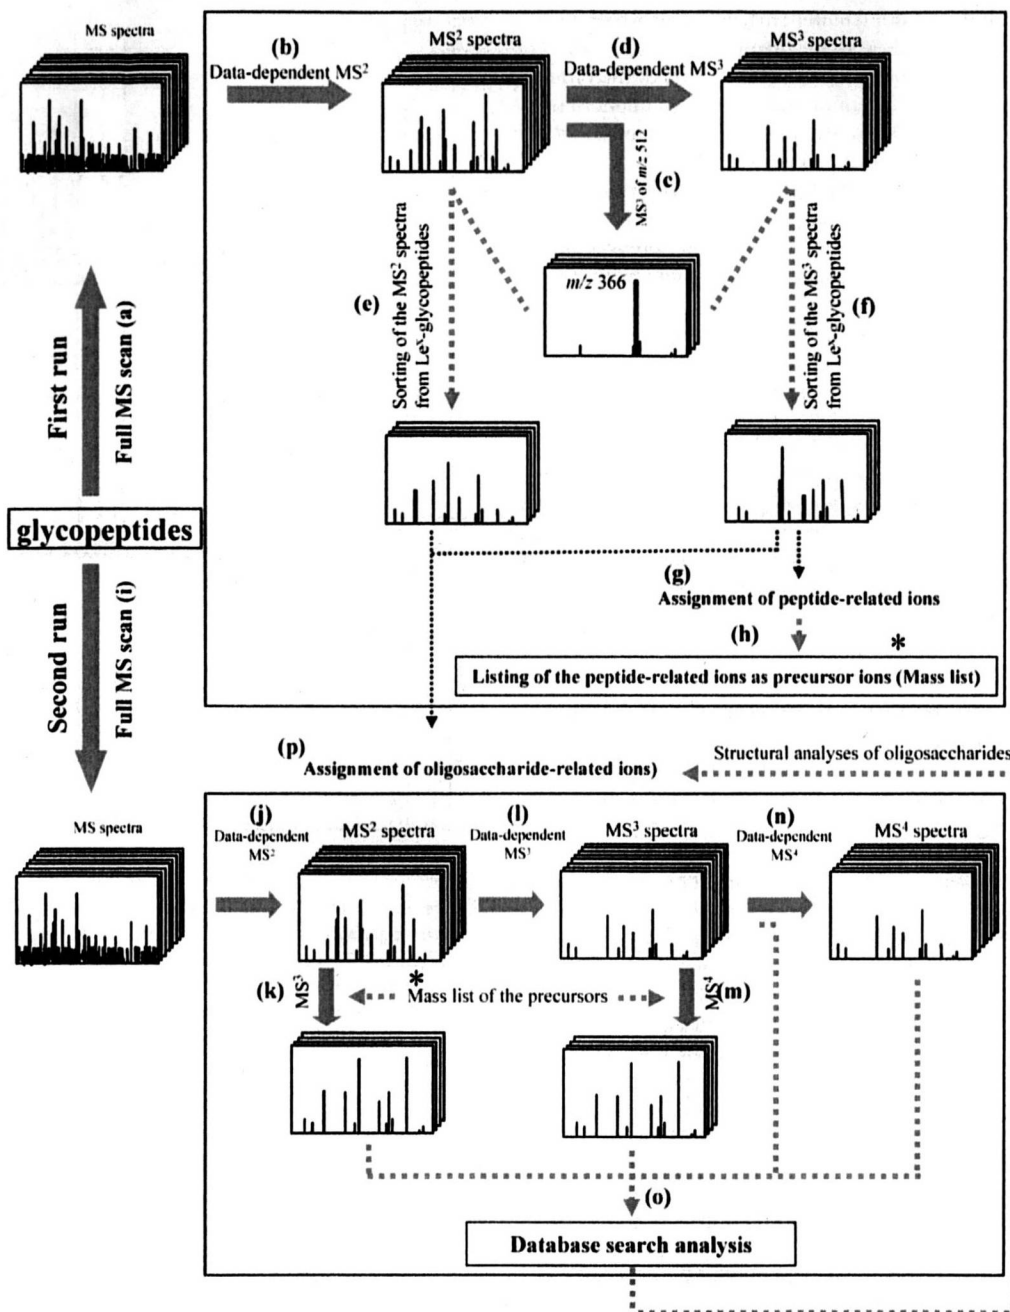 MS spectra
(b)
Data-dependent MS²
MS² spectra
(d)
Data-dependent MS³
MS³ spectra
MS³ of m/z 512
(c)
m/z 366
(e)
Sorting of the MS² spectra
from Leˣ-glycopeptides
Sorting of the MS³ spectra
from Leˣ-glycopeptides
(f)
First run
Full MS scan (a)
glycopeptides
Second run
Full MS scan (i)
(g)
Assignment of peptide-related ions
(h)
*
Listing of the peptide-related ions as precursor ions (Mass list)
(p)
Assignment of oligosaccharide-related ions)
Structural analyses of oligosaccharides
MS spectra
(j)
Data-dependent
MS²
MS² spectra
(l)
Data-dependent
MS³
MS³ spectra
(n)
Data-dependent
MS⁴
MS⁴ spectra
(k)
MS³
*
Mass list of the precursors
MS⁴
(m)
(o)
Database search analysis